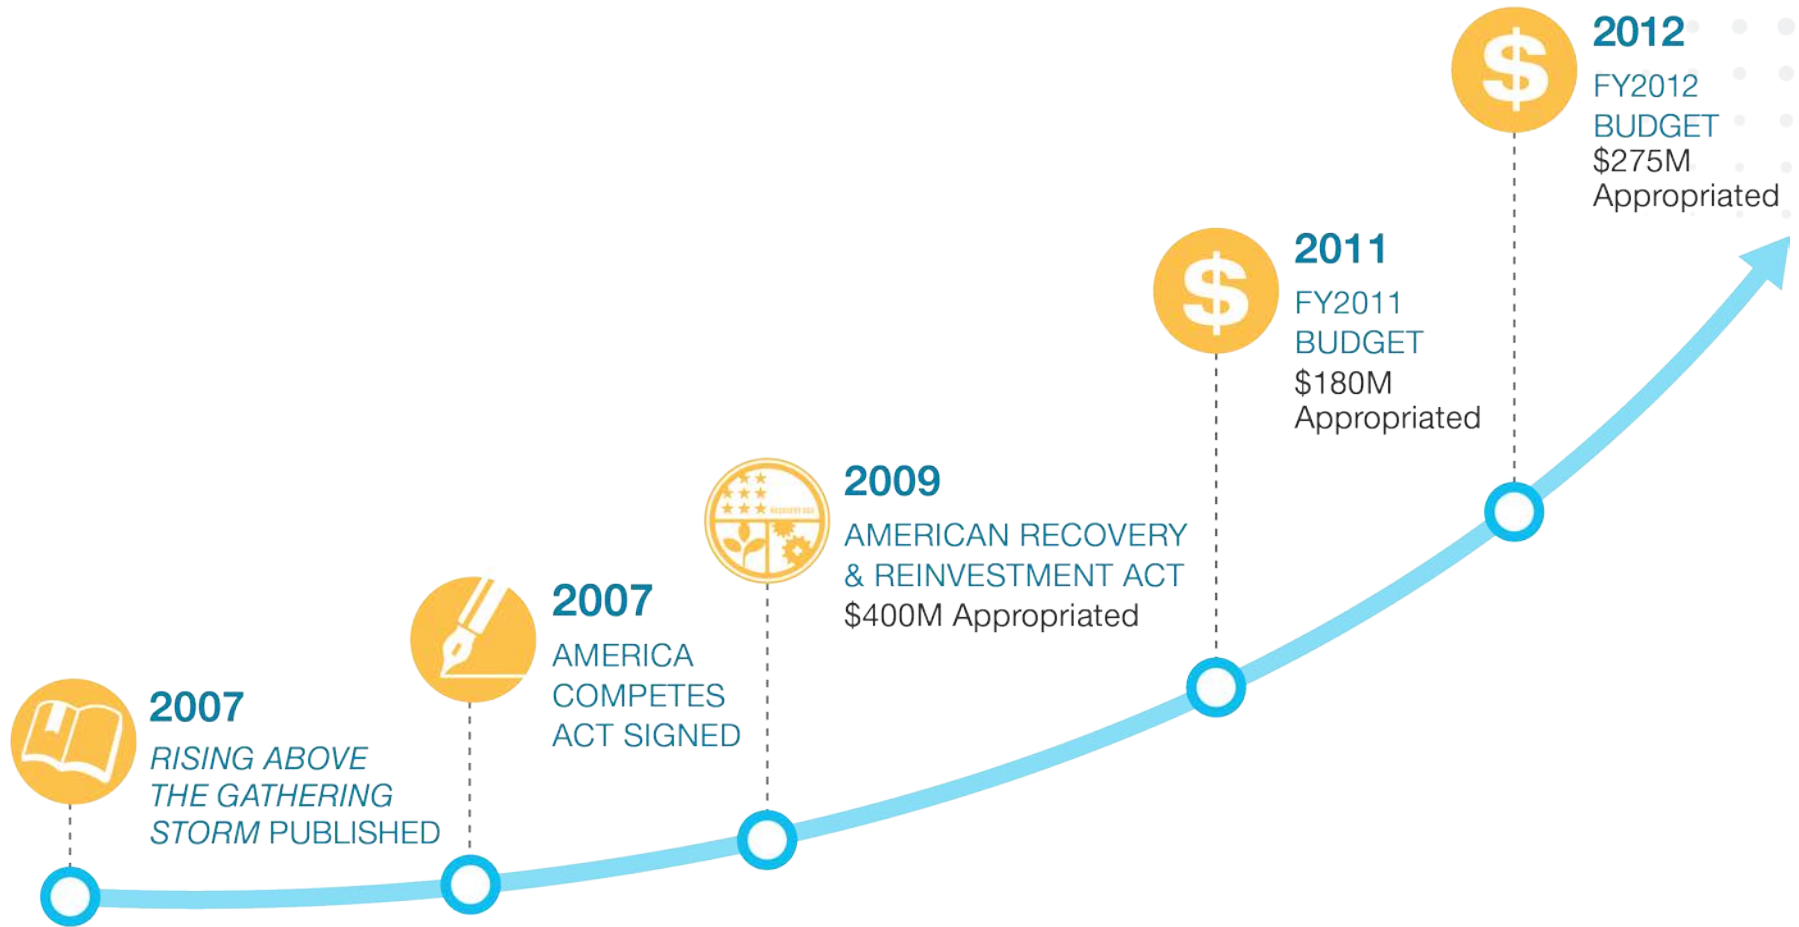 2012
FY2012
BUDGET
$275M
Appropriated
2011
FY2011
BUDGET
$180M
Appropriated
2009
AMERICAN RECOVERY
& REINVESTMENT ACT
$400M Appropriated
2007
AMERICA
COMPETES
ACT SIGNED
2007
RISING ABOVE
THE GATHERING
STORM PUBLISHED